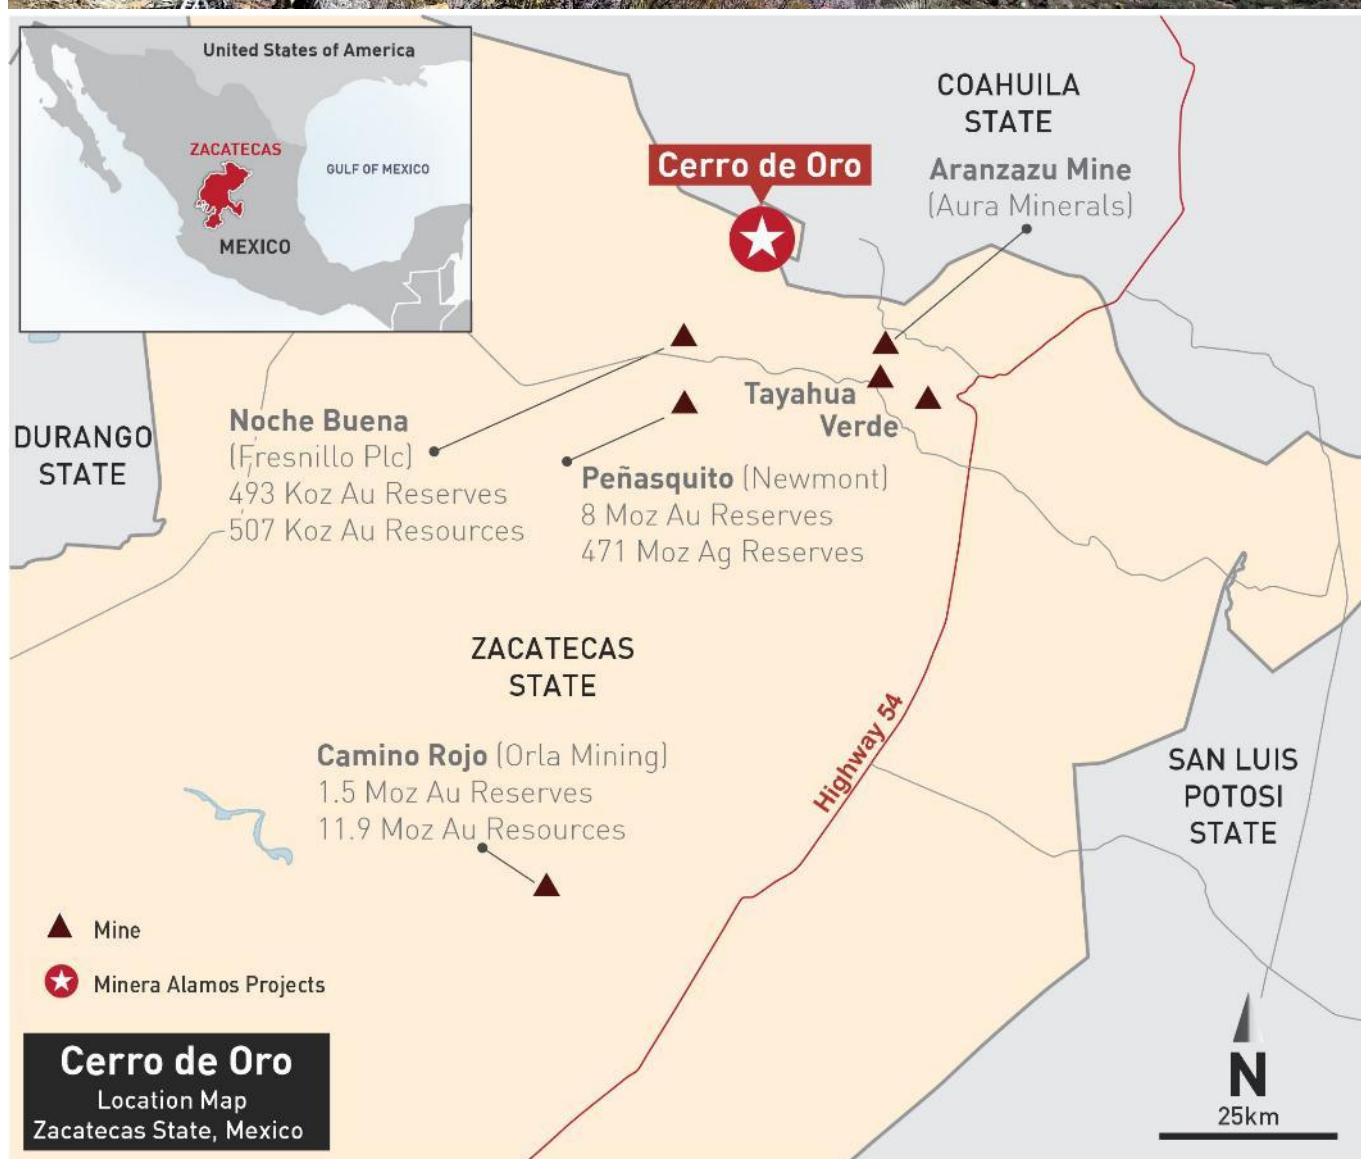 United States of America
ZACATECAS
GULF OF MEXICO
MEXICO
COAHUILA
STATE
Cerro de Oro
Aranzazu Mine
(Aura Minerals)
DURANGO
STATE
Noche Buena
(Fresnillo Plc)
493 Koz Au Reserves
507 Koz Au Resources
Tayahua
Verde
Peñasquito (Newmont)
8 Moz Au Reserves
471 Moz Ag Reserves
ZACATECAS
STATE
Camino Rojo (Orla Mining)
1.5 Moz Au Reserves
11.9 Moz Au Resources
Highway 54
SAN LUIS
POTOSI
STATE
Mine
Minera Alamos Projects
Cerro de Oro
Location Map
Zacatecas State, Mexico
N
25km